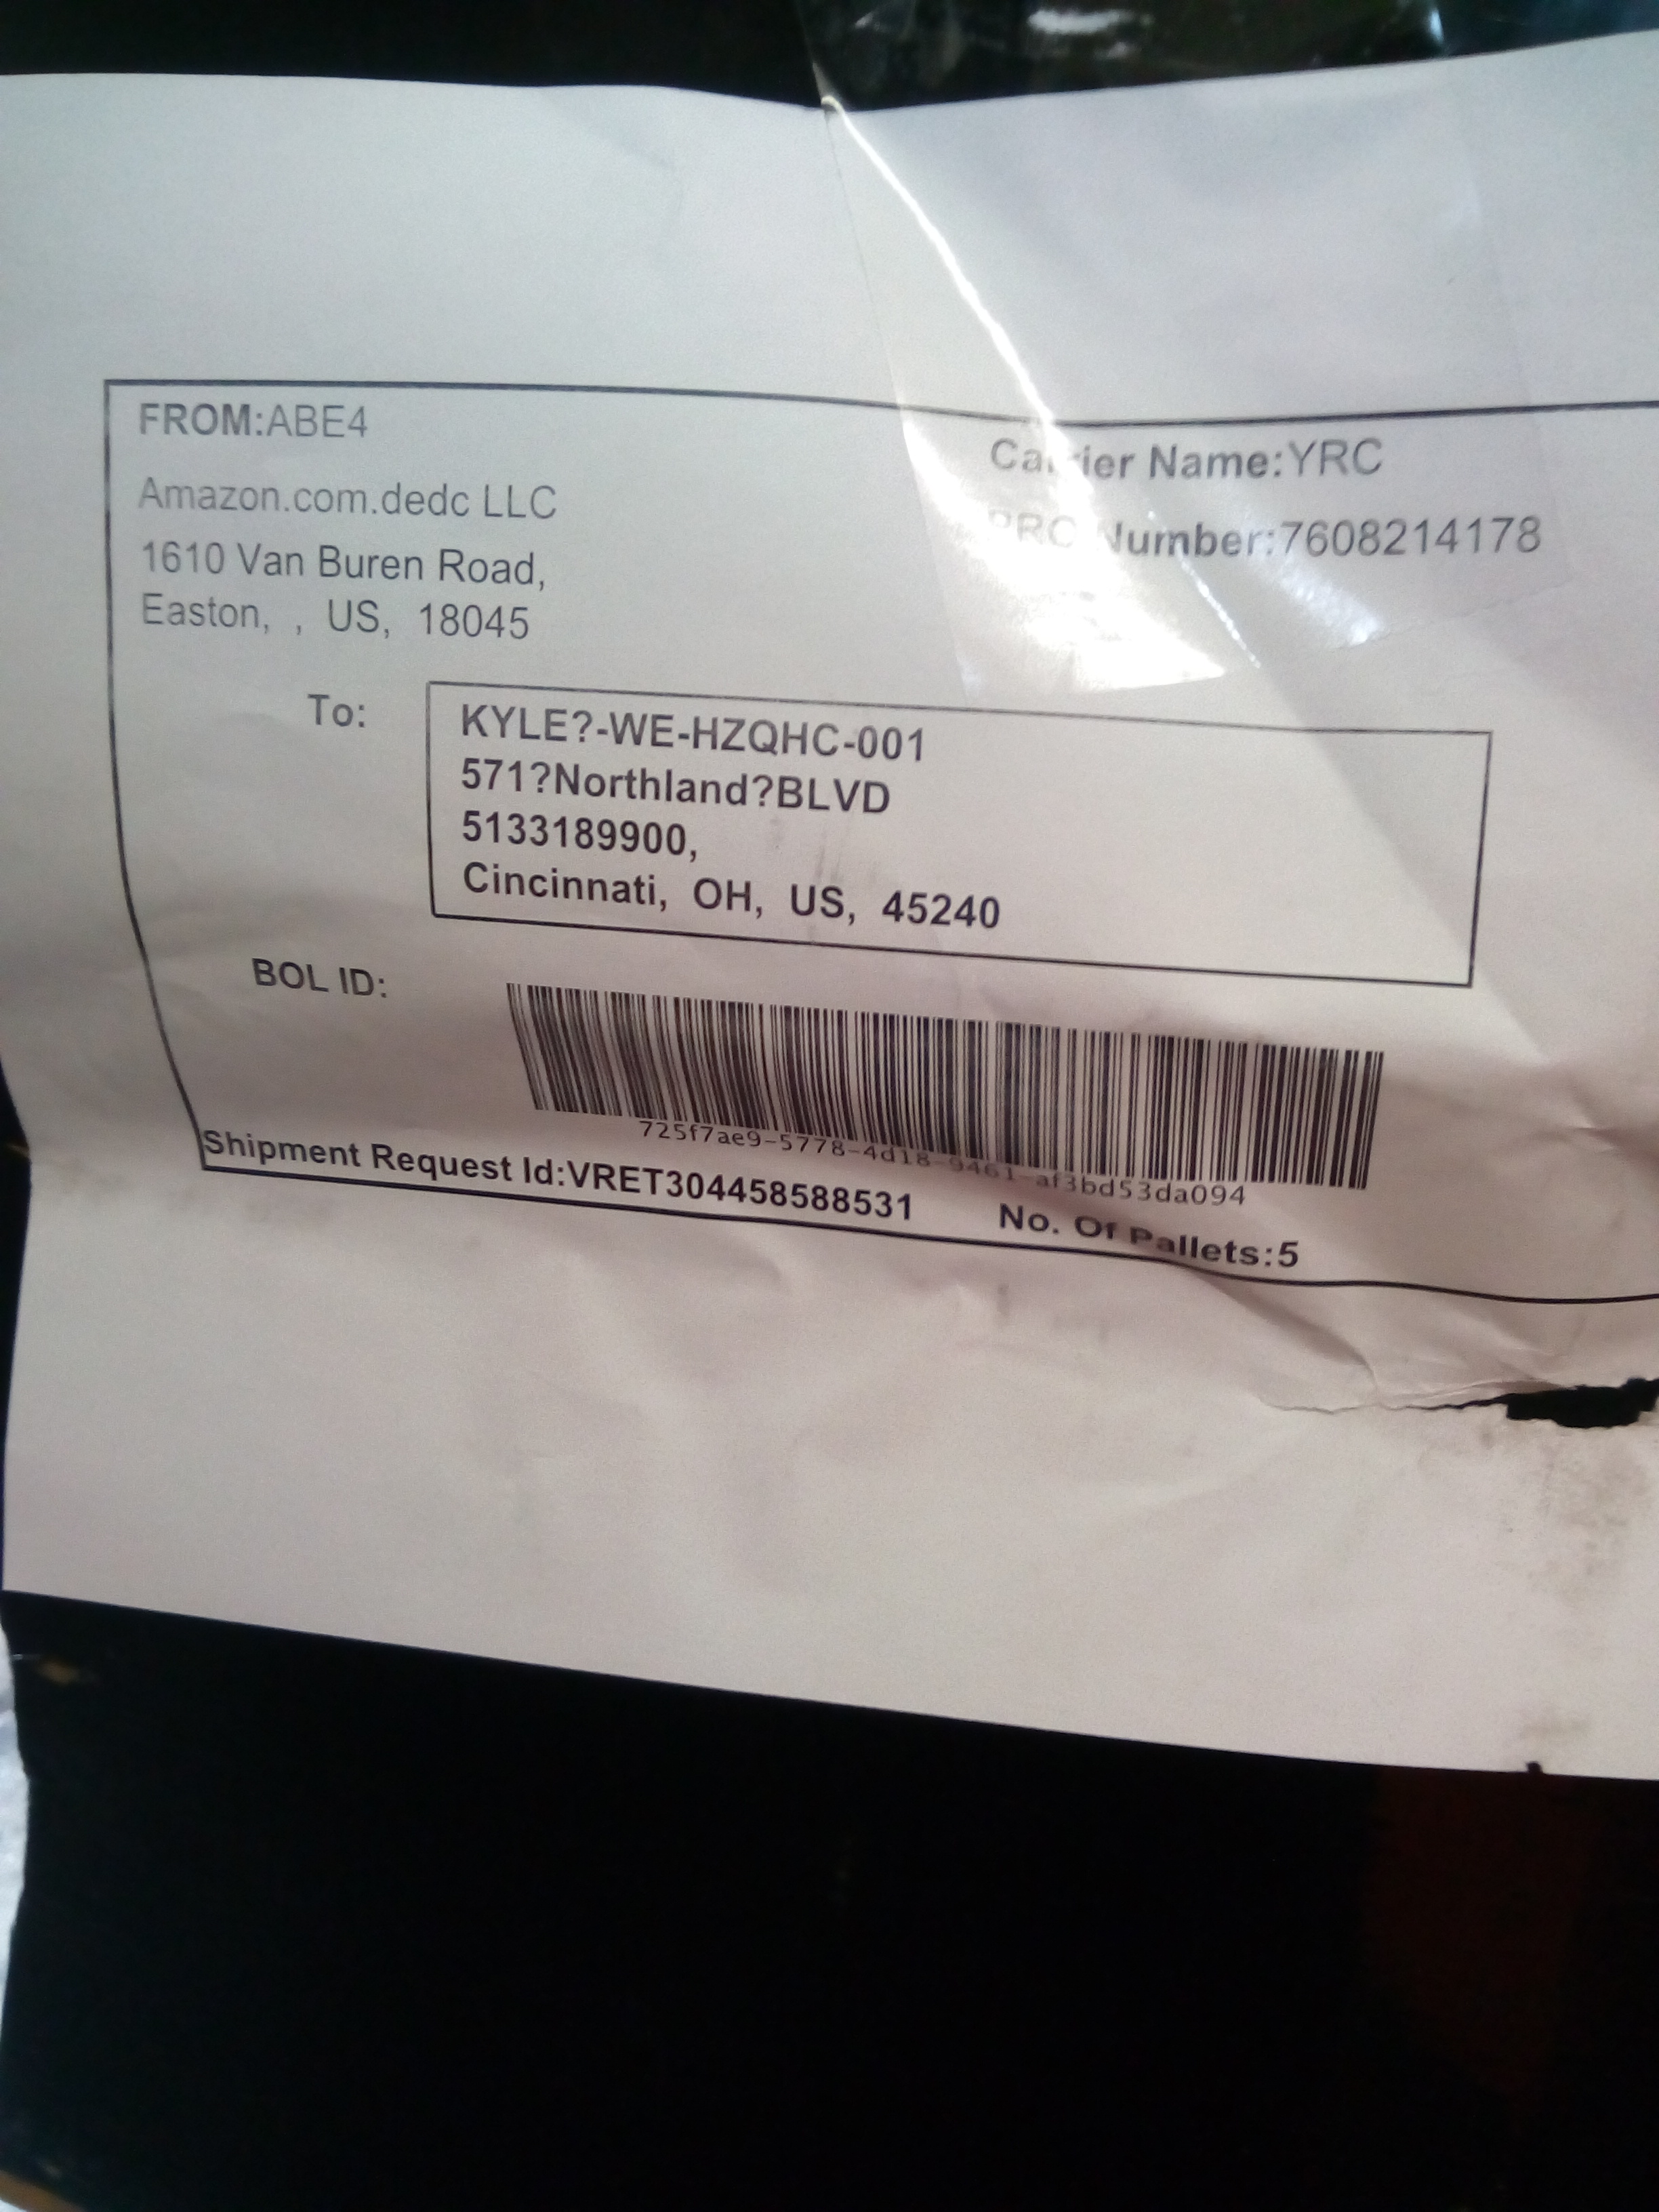 FROM:ABE4
Amazon.com.dedc LLC
1610 Van Buren Road,
Easton, , US, 18045
Carrier Name:YRC
PRO Number:7608214178
To:
KYLE?-WE-HZQHC-001
571?Northland?BLVD
5133189900,
Cincinnati, OH, US, 45240
BOL ID:
725f7ae9-5778-4d18-9461-af3bd53da094
Shipment Request Id:VRET304458588531
No. Of Pallets:5